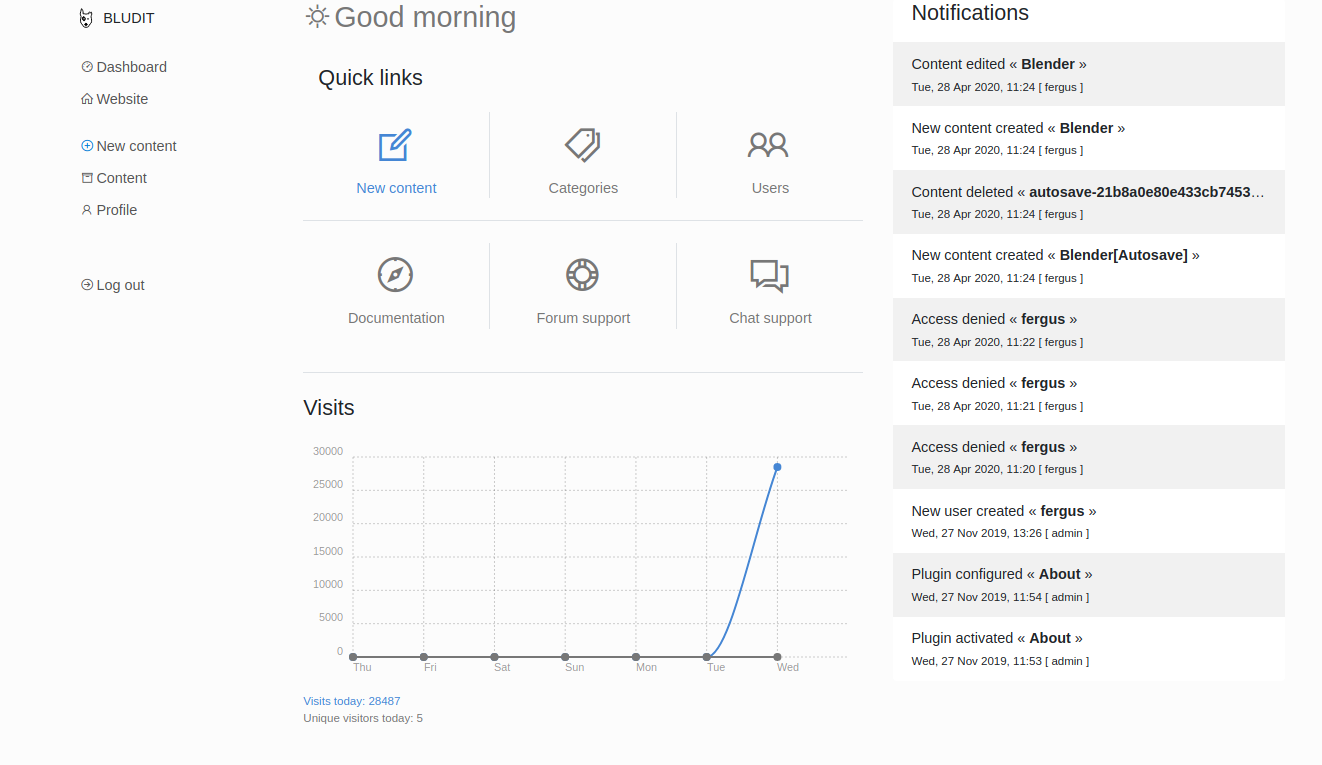 BLUDIT
Dashboard
Website
New content
Content
Profile
Log out
Good morning
Quick links
New content
Categories
Users
Documentation
Forum support
Chat support
Visits
30000
25000
20000
15000
10000
5000
0
Thu Fri Sat Sun Mon Tue Wed
Visits today: 28487
Unique visitors today: 5
Notifications
Content edited « Blender »
Tue, 28 Apr 2020, 11:24 [ fergus ]
New content created « Blender »
Tue, 28 Apr 2020, 11:24 [ fergus ]
Content deleted « autosave-21b8a0e80e433cb7453…
Tue, 28 Apr 2020, 11:24 [ fergus ]
New content created « Blender[Autosave] »
Tue, 28 Apr 2020, 11:24 [ fergus ]
Access denied « fergus »
Tue, 28 Apr 2020, 11:22 [ fergus ]
Access denied « fergus »
Tue, 28 Apr 2020, 11:21 [ fergus ]
Access denied « fergus »
Tue, 28 Apr 2020, 11:20 [ fergus ]
New user created « fergus »
Wed, 27 Nov 2019, 13:26 [ admin ]
Plugin configured « About »
Wed, 27 Nov 2019, 11:54 [ admin ]
Plugin activated « About »
Wed, 27 Nov 2019, 11:53 [ admin ]